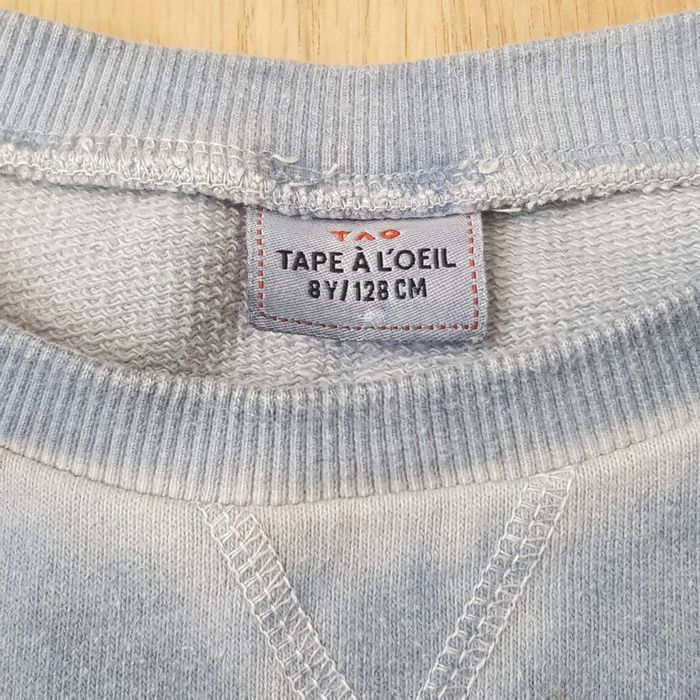 TAO
TAPE À L'OEIL
8Y/128 CM